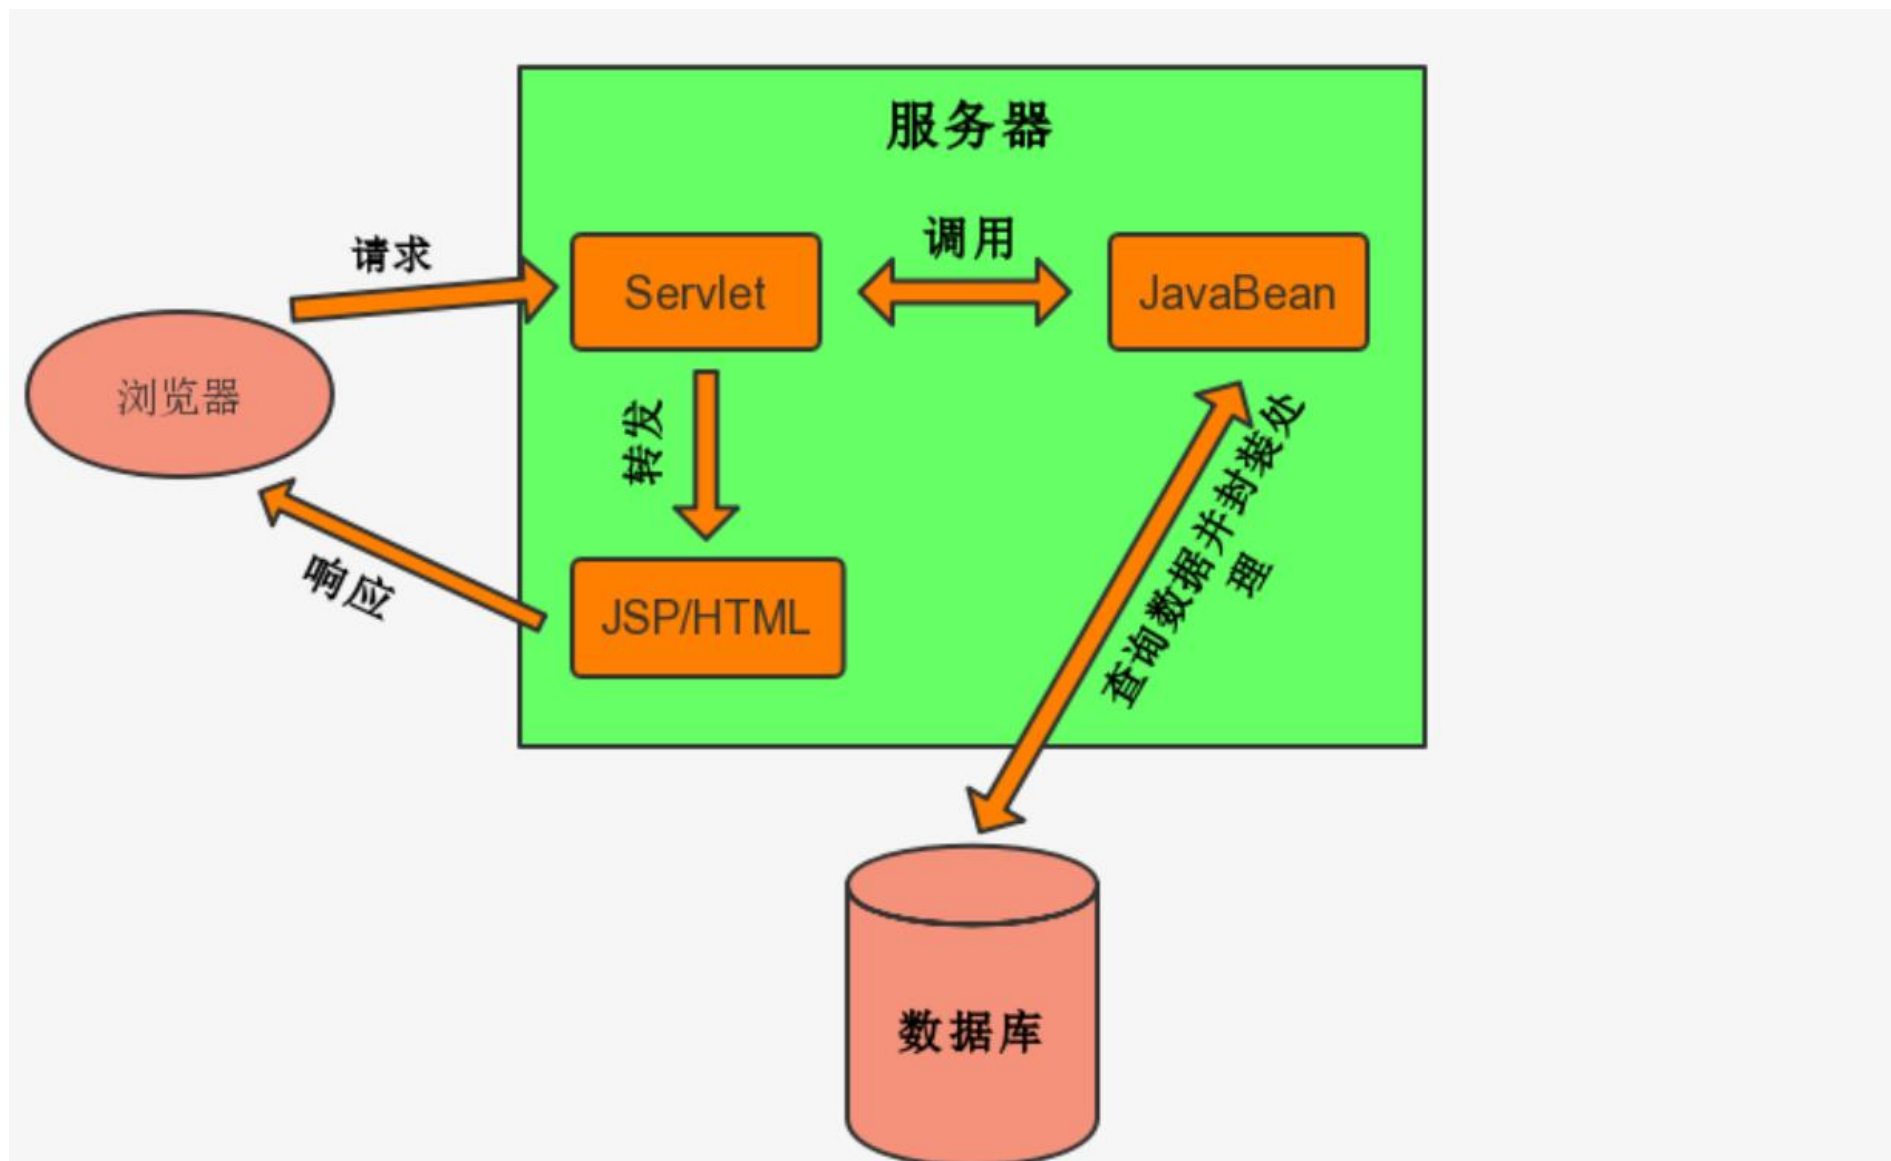 服务器
请求
Servlet
调用
JavaBean
浏览器
转发
查询数据并封装处
理
响应
JSP/HTML
数据库